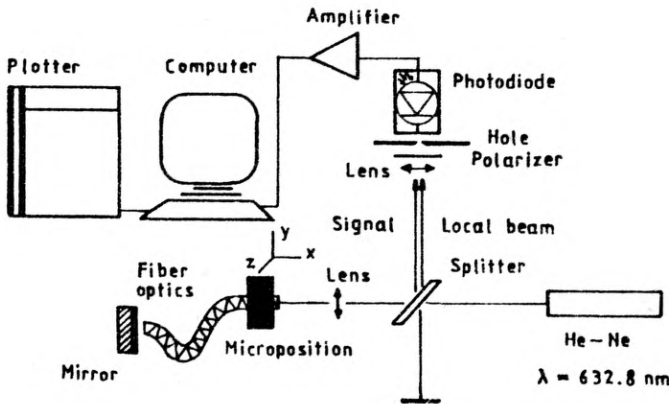 Amplifier
Plotter
Computer
Photodiode
Hole
Polarizer
Lens
Signal
Local beam
y
x
z
Fiber
optics
Lens
Splitter
Microposition
Mirror
He-Ne
λ = 632.8 nm